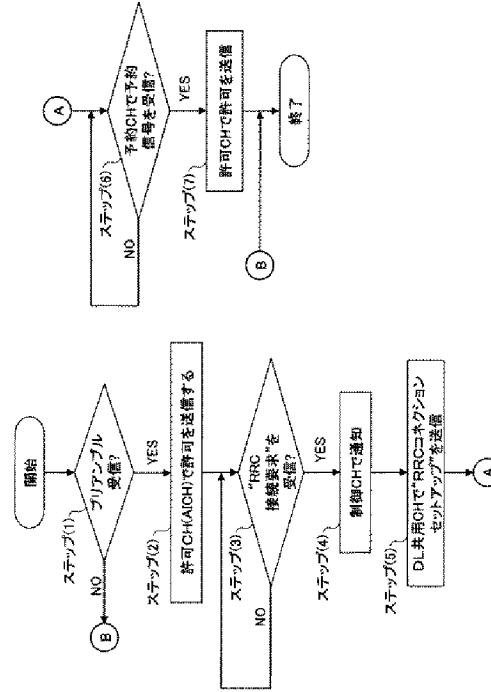 開始
ステップ(1)
プリアンブル
受信?
NO
B
YES
ステップ(2)
許可CH(AICH)で許可を送信する
ステップ(3)
"RRC
接続要求"を
受信?
NO
YES
ステップ(4)
制御CHで通知
ステップ(5)
DL共用CHで"RRCコネクション
セットアップ"を送信
A
A
ステップ(6)
予約CHで予約
信号を受信?
NO
YES
ステップ(7)
許可CHで許可を送信
B
終了